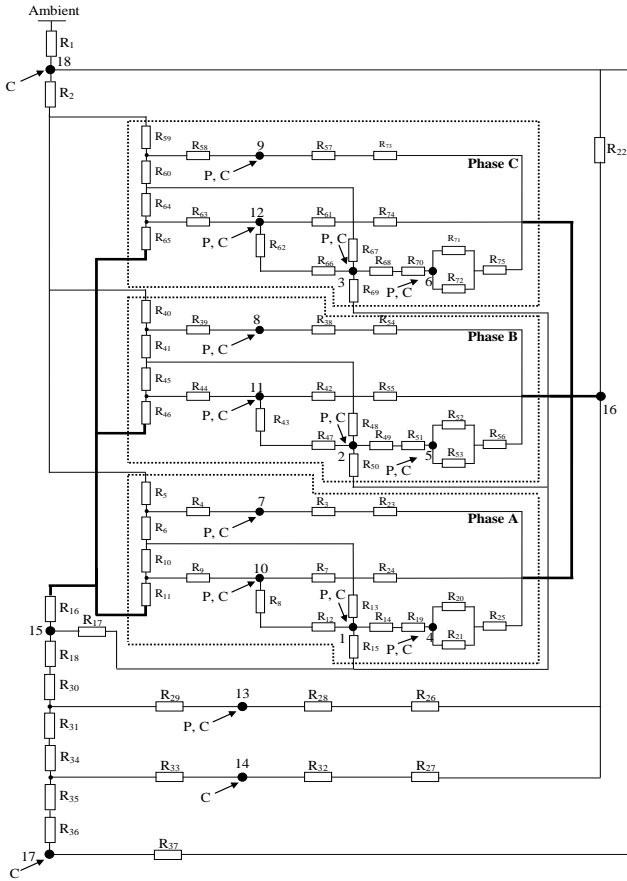 Ambient
R1
18
C
R2
R22
R59
R58
9
R57
R73
P, C
Phase C
R60
R64
R63
12
R61
R74
P, C
R65
R62
P, C
R67
R71
R66
R68
R70
R75
3
R69
P, C
6
R72
R40
R39
8
R38
R54
P, C
Phase B
R41
R45
R44
11
R42
R55
16
P, C
R46
R43
P, C
R48
R52
R47
R49
R51
R56
2
R50
P, C
5
R53
R5
R4
7
R3
R23
P, C
Phase A
R6
R10
R9
10
R7
R24
P, C
R11
R8
P, C
R13
R20
R16
R17
R12
R14
R19
R25
15
1
R15
P, C
4
R21
R18
R30
R29
13
R28
R26
P, C
R31
R34
R33
14
R32
R27
C
R35
R36
17
R37
C